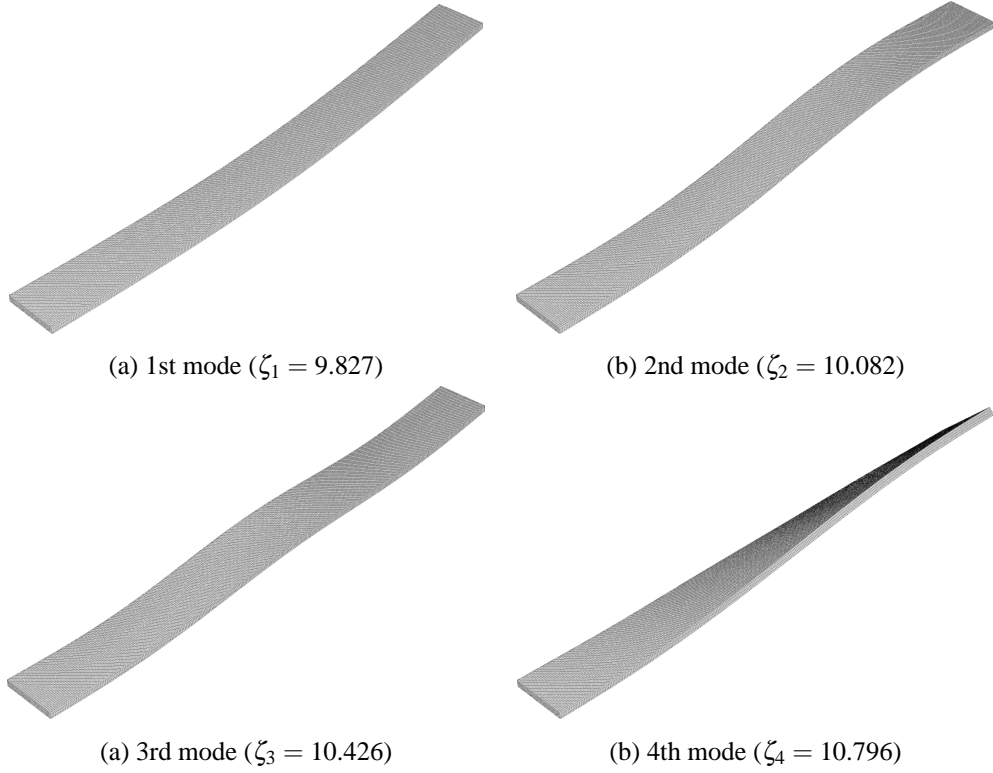 (a) 1st mode (ζ₁ = 9.827)
(b) 2nd mode (ζ₂ = 10.082)
(a) 3rd mode (ζ₃ = 10.426)
(b) 4th mode (ζ₄ = 10.796)